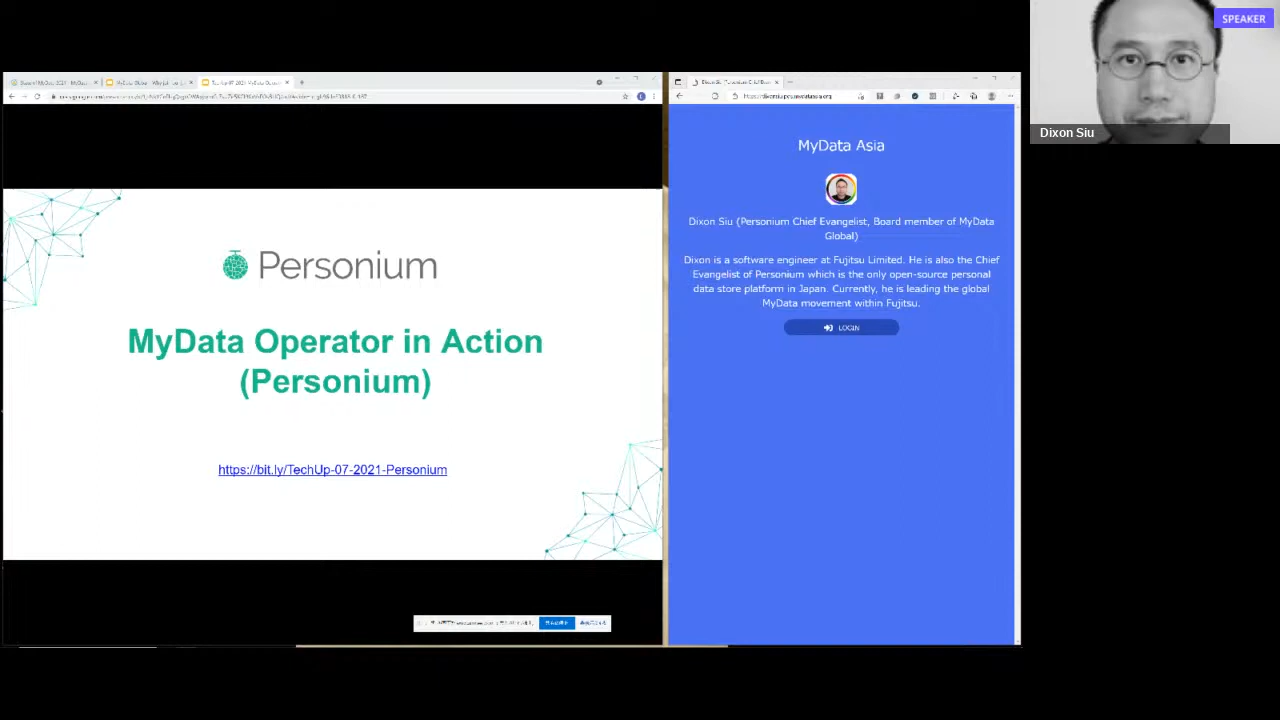 SPEAKER
Dixon Siu
Personium
MyData Operator in Action
(Personium)
https://bit.ly/TechUp-07-2021-Personium
MyData Asia
Dixon Siu (Personium Chief Evangelist, Board member of MyData
Global)
Dixon is a software engineer at Fujitsu Limited. He is also the Chief
Evangelist of Personium which is the only open-source personal
data store platform in Japan. Currently, he is leading the global
MyData movement within Fujitsu.
LOGIN